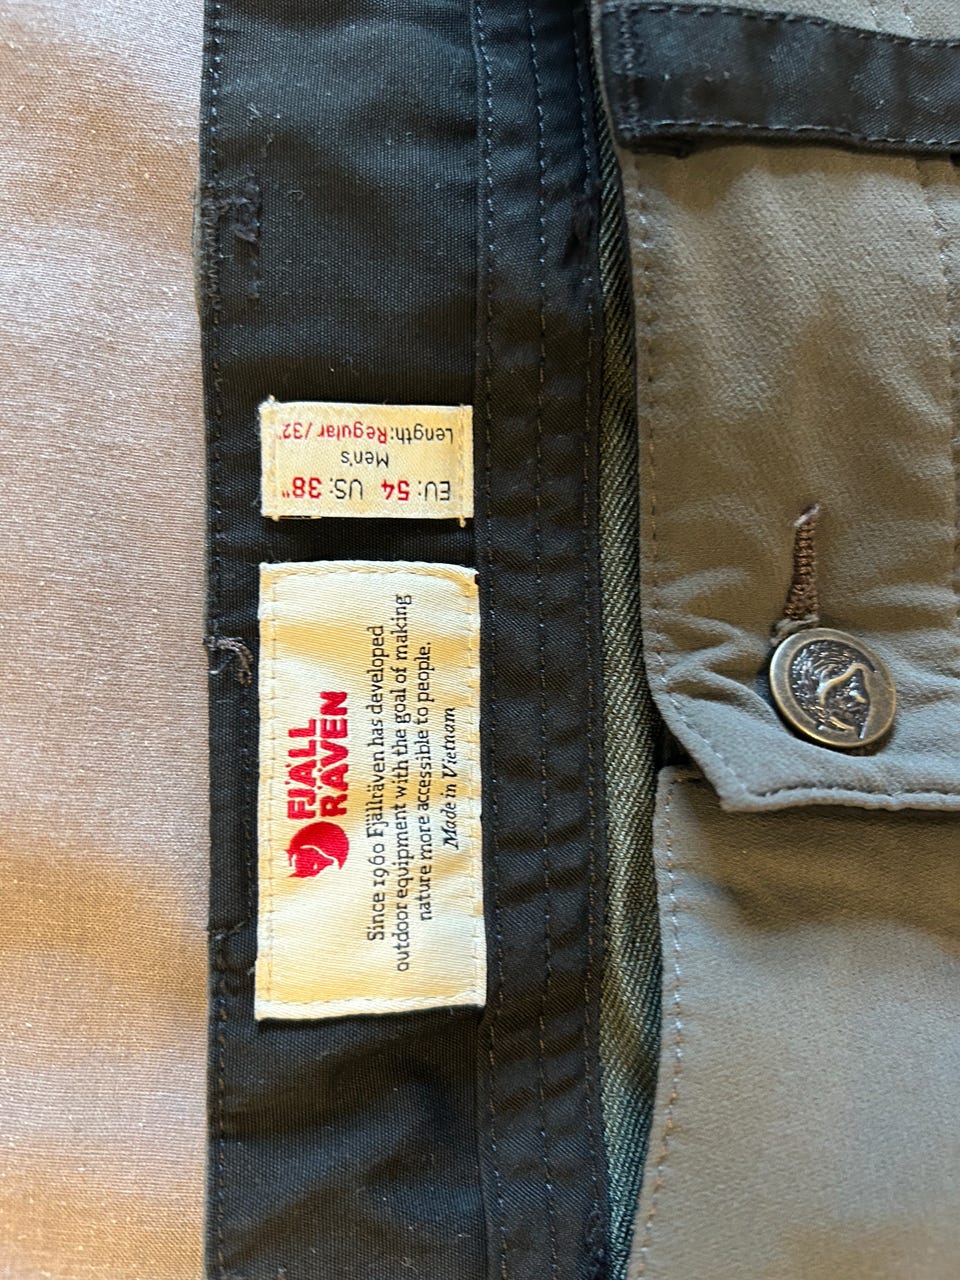 EU: 54 US: 38"
Men's
Length: Regular /32"
FJÄLL
RÄVEN
Since 1960 Fjällräven has developed
outdoor equipment with the goal of making
nature more accessible to people.
Made in Vietnam